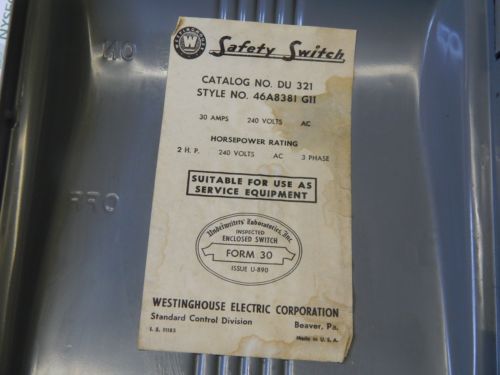 WESTINGHOUSE
W
Safety Switch
CATALOG NO. DU 321
STYLE NO. 46A8381 G11
30 AMPS 240 VOLTS AC
HORSEPOWER RATING
2 H. P. 240 VOLTS AC 3 PHASE
SUITABLE FOR USE AS
SERVICE EQUIPMENT
Underwriters' Laboratories, Inc.
INSPECTED
ENCLOSED SWITCH
FORM 30
ISSUE U-890
WESTINGHOUSE ELECTRIC CORPORATION
Standard Control Division Beaver, Pa.
Made in U. S. A.